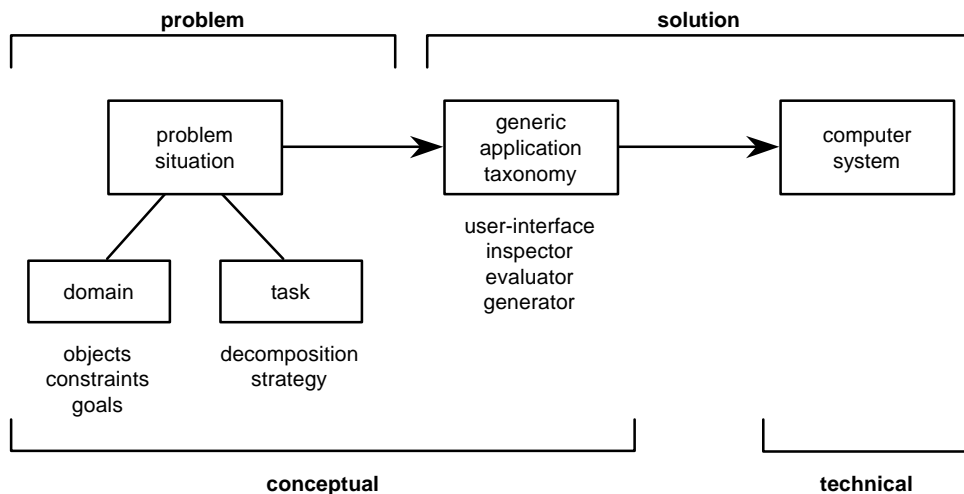 problem
solution
problem
situation
generic
application
taxonomy
computer
system
user-interface
inspector
evaluator
generator
domain
task
objects
constraints
goals
decomposition
strategy
conceptual
technical